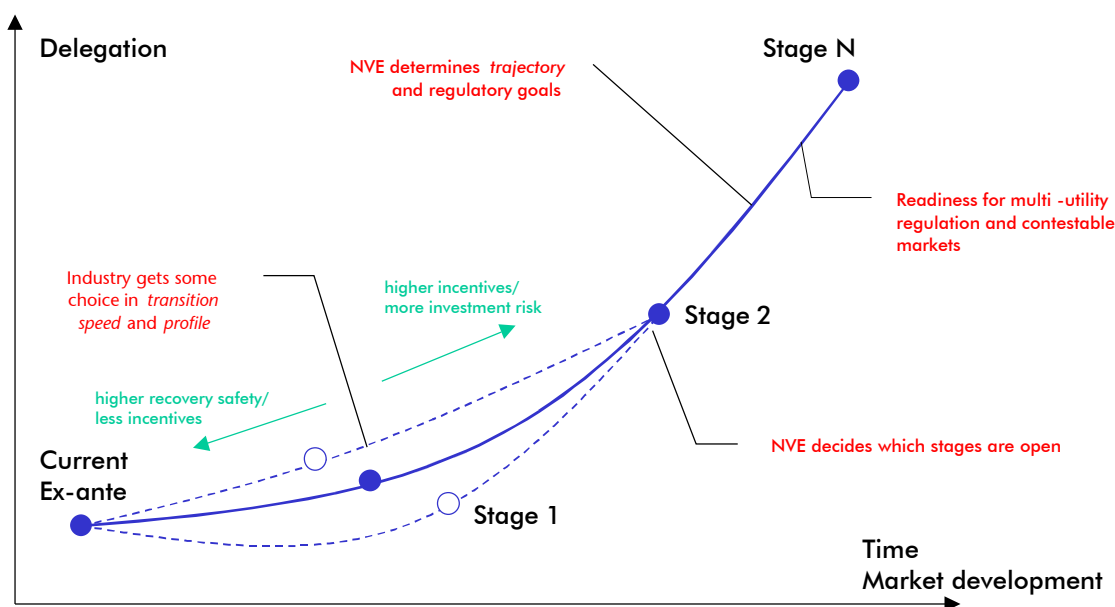 Delegation
Stage N
NVE determines trajectory
and regulatory goals
Readiness for multi -utility
regulation and contestable
markets
Industry gets some
choice in transition
speed and profile
higher incentives/
more investment risk
Stage 2
higher recovery safety/
less incentives
NVE decides which stages are open
Current
Ex-ante
Stage 1
Time
Market development